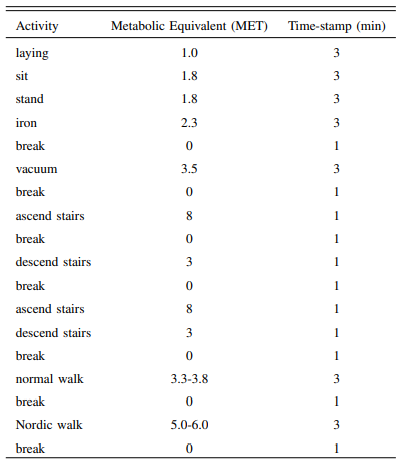 Activity Metabolic Equivalent (MET) Time-stamp (min)
laying 1.0 3
sit 1.8 3
stand 1.8 3
iron 2.3 3
break 0 1
vacuum 3.5 3
break 0 1
ascend stairs 8 1
break 0 1
descend stairs 3 1
break 0 1
ascend stairs 8 1
descend stairs 3 1
break 0 1
normal walk 3.3-3.8 3
break 0 1
Nordic walk 5.0-6.0 3
break 0 1